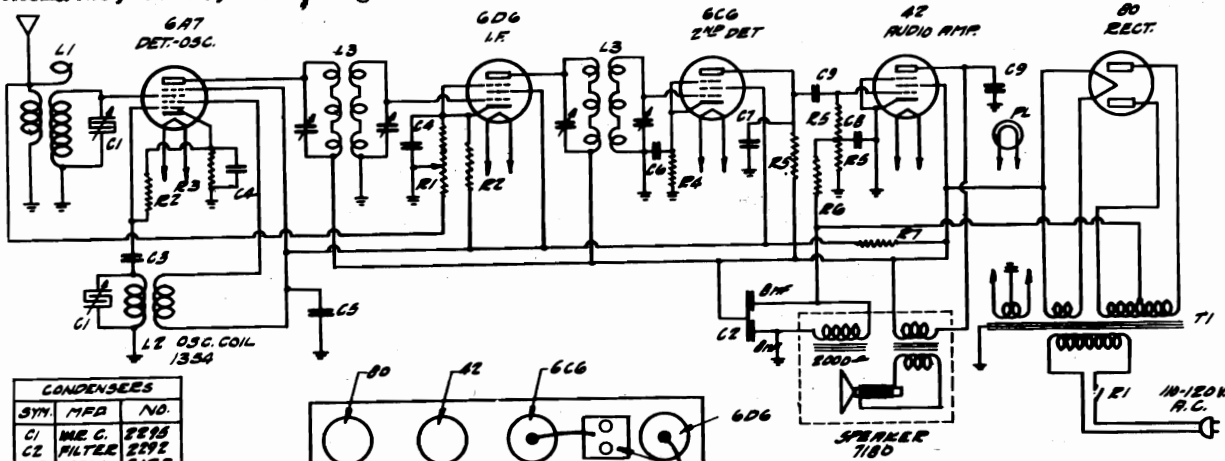 6A7
DET.-OSC.
6D6
I.F.
6C6
2ND DET
42
AUDIO AMP.
80
RECT.
L1
L3
L3
C9
C9
PL
C1
C4
C7
R5
C8
R5
R5
R2
R3
C4
R1
R2
C6
R4
R6
R7
C3
C1
L2 OSC. COIL
1354
C5
8MF
C2
8MF
2000
T1
R1
110-120V.
A.C.
SPEAKER
7180
CONDENSERS
SYM. MFD NO.
C1 VAR C. 2295
C2 FILTER 2292
80
42
6C6
6D6